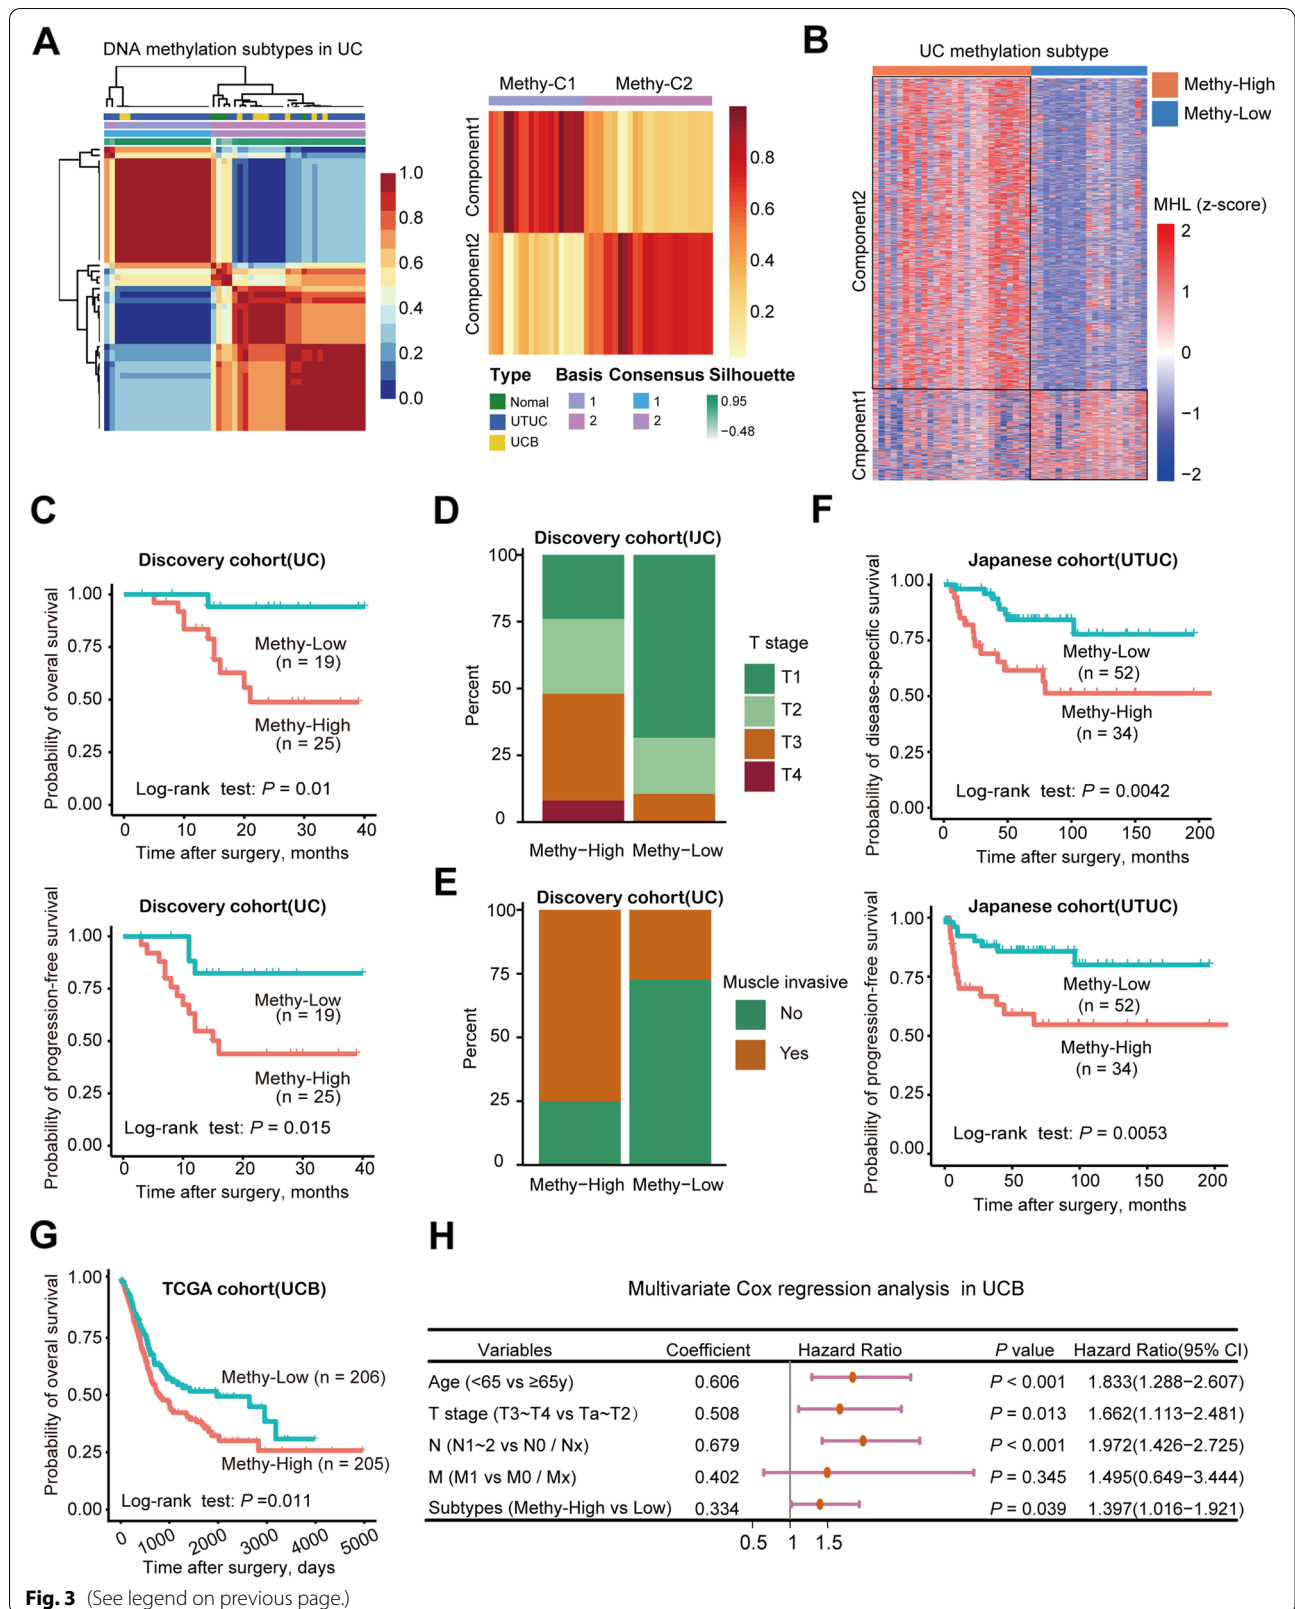 A
DNA methylation subtypes in UC
1.0
0.8
0.6
0.4
0.2
0.0
Methy-C1
Methy-C2
Component1
Component2
0.8
0.6
0.4
0.2
Type
Nomal
UTUC
UCB
Basis
1
2
Consensus
1
2
Silhouette
0.95
−0.48
B
UC methylation subtype
Methy-High
Methy-Low
Component2
Cmponent1
MHL (z-score)
2
1
0
−1
−2
C
Discovery cohort(UC)
Probability of overal survival
1.00
0.75
0.50
0.25
0.00
Methy-Low
(n = 19)
Methy-High
(n = 25)
Log-rank test: P = 0.01
0 10 20 30 40
Time after surgery, months
Discovery cohort(UC)
Probability of progression-free survival
1.00
0.75
0.50
0.25
0.00
Methy-Low
(n = 19)
Methy-High
(n = 25)
Log-rank test: P = 0.015
0 10 20 30 40
Time after surgery, months
D
Discovery cohort(UC)
Percent
100
75
50
25
0
Methy−High Methy−Low
T stage
T1
T2
T3
T4
E
Discovery cohort(UC)
Percent
100
75
50
25
0
Methy−High Methy−Low
Muscle invasive
No
Yes
F
Japanese cohort(UTUC)
Probability of disease-specific survival
1.00
0.75
0.50
0.25
0.00
Methy-Low
(n = 52)
Methy-High
(n = 34)
Log-rank test: P = 0.0042
0 50 100 150 200
Time after surgery, months
Japanese cohort(UTUC)
Probability of progression-free survival
1.00
0.75
0.50
0.25
0.00
Methy-Low
(n = 52)
Methy-High
(n = 34)
Log-rank test: P = 0.0053
0 50 100 150 200
Time after surgery, months
G
TCGA cohort(UCB)
Probability of overal survival
1.00
0.75
0.50
0.25
0.00
Methy-Low (n = 206)
Methy-High (n = 205)
Log-rank test: P =0.011
0 1000 2000 3000 4000 5000
Time after surgery, days
H
Multivariate Cox regression analysis in UCB
Variables Coefficient Hazard Ratio P value Hazard Ratio(95% CI)
Age (<65 vs ≥65y) 0.606 P < 0.001 1.833(1.288−2.607)
T stage (T3~T4 vs Ta~T2) 0.508 P = 0.013 1.662(1.113−2.481)
N (N1~2 vs N0 / Nx) 0.679 P < 0.001 1.972(1.426−2.725)
M (M1 vs M0 / Mx) 0.402 P = 0.345 1.495(0.649−3.444)
Subtypes (Methy-High vs Low) 0.334 P = 0.039 1.397(1.016−1.921)
0.5 1 1.5
Fig. 3 (See legend on previous page.)